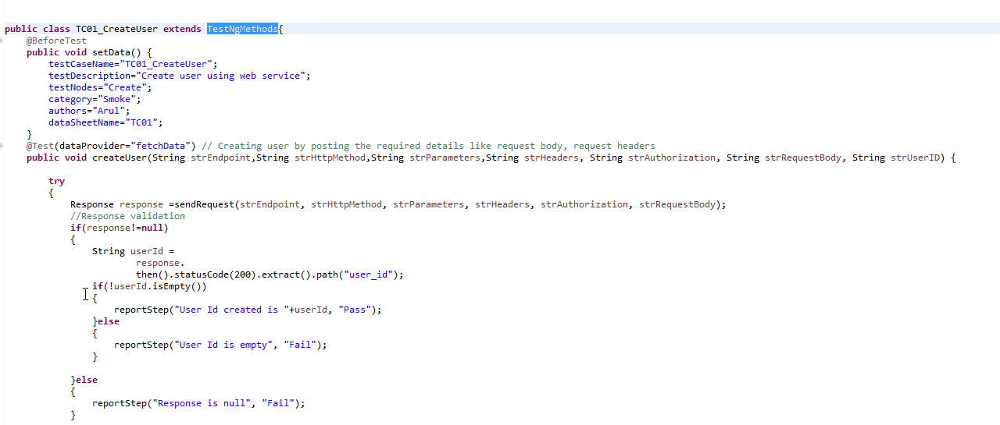 public class TC01_CreateUser extends TestNgMethods{
@BeforeTest
public void setData() {
testCaseName="TC01_CreateUser";
testDescription="Create user using web service";
testNodes="Create";
category="Smoke";
authors="Arul";
dataSheetName="TC01";
}
@Test(dataProvider="fetchData") // Creating user by posting the required details like request body, request headers
public void createUser(String strEndpoint,String strHttpMethod,String strParameters,String strHeaders, String strAuthorization, String strRequestBody, String strUserID) {
try
{
Response response =sendRequest(strEndpoint, strHttpMethod, strParameters, strHeaders, strAuthorization, strRequestBody);
//Response validation
if(response!=null)
{
String userId =
response.
then().statusCode(200).extract().path("user_id");
if(!userId.isEmpty())
{
reportStep("User Id created is "+userId, "Pass");
}else
{
reportStep("User Id is empty", "Fail");
}
}else
{
reportStep("Response is null", "Fail");
}